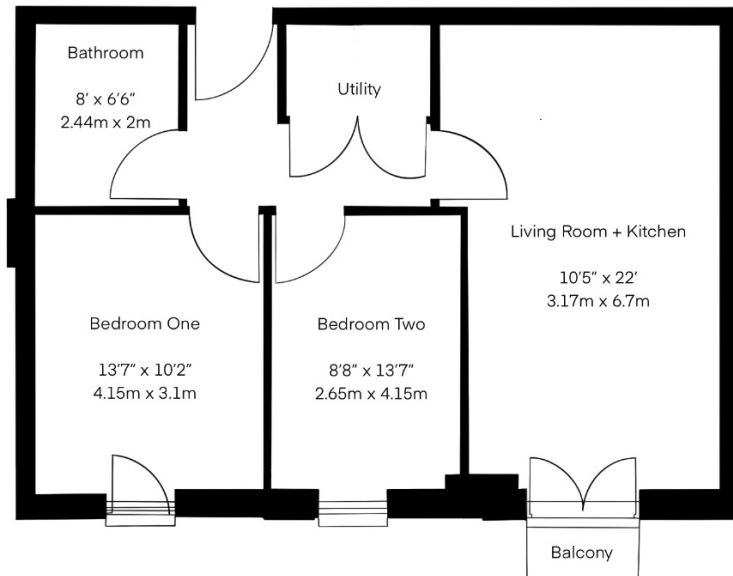 Bathroom
8' x 6'6"
2.44m x 2m
Utility
Living Room + Kitchen
10'5" x 22'
3.17m x 6.7m
Bedroom One
13'7" x 10'2"
4.15m x 3.1m
Bedroom Two
8'8" x 13'7"
2.65m x 4.15m
Balcony